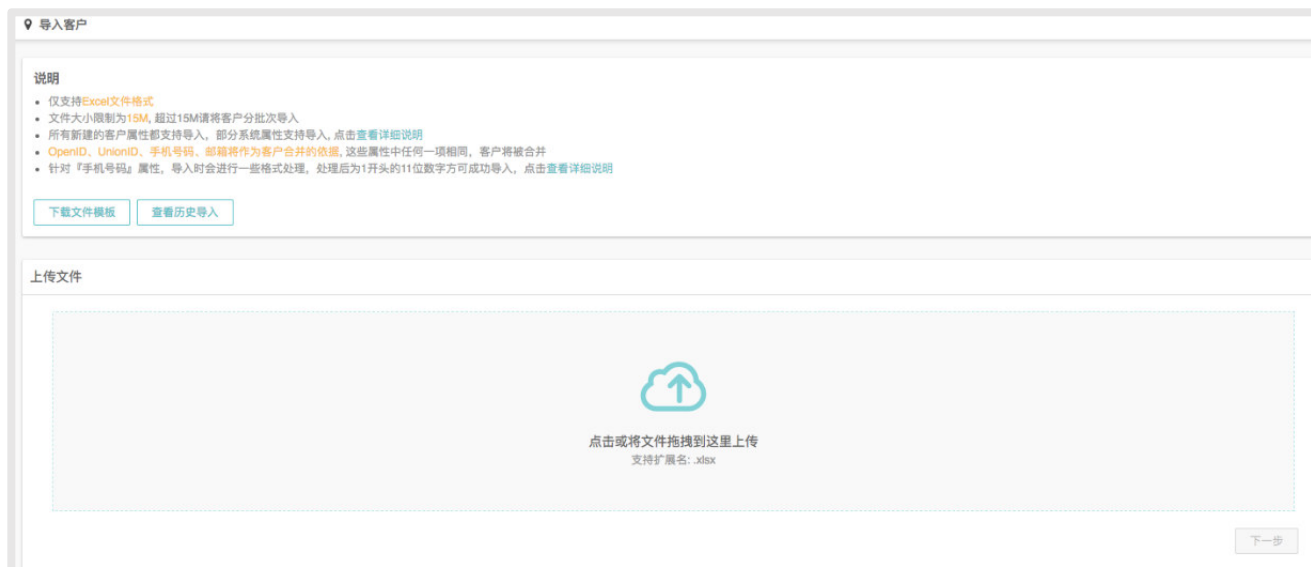 导入客户
说明
仅支持Excel文件格式
文件大小限制为15M, 超过15M请将客户分批次导入
所有新建的客户属性都支持导入，部分系统属性支持导入, 点击查看详细说明
OpenID、UnionID、手机号码、邮箱将作为客户合并的依据, 这些属性中任何一项相同，客户将被合并
针对『手机号码』属性，导入时会进行一些格式处理，处理后为1开头的11位数字方可成功导入，点击查看详细说明
下载文件模板 查看历史导入
上传文件
点击或将文件拖拽到这里上传
支持扩展名: .xlsx
下一步